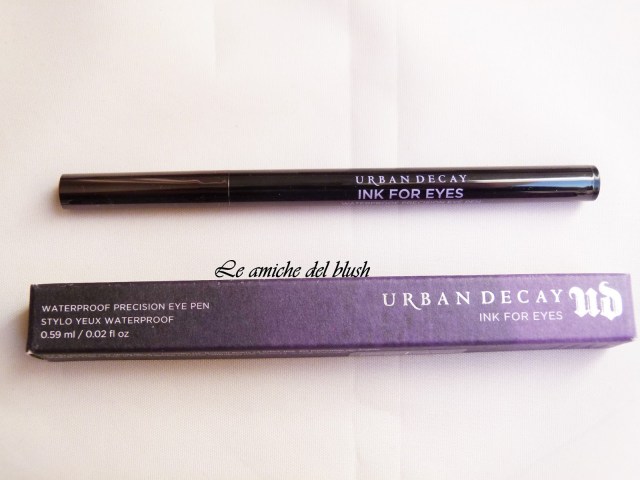 URBAN DECAY
INK FOR EYES
Le amiche del blush
WATERPROOF PRECISION EYE PEN
STYLO YEUX WATERPROOF
0.59 ml / 0.02 fl oz
URBAN DECAY
INK FOR EYES
UD